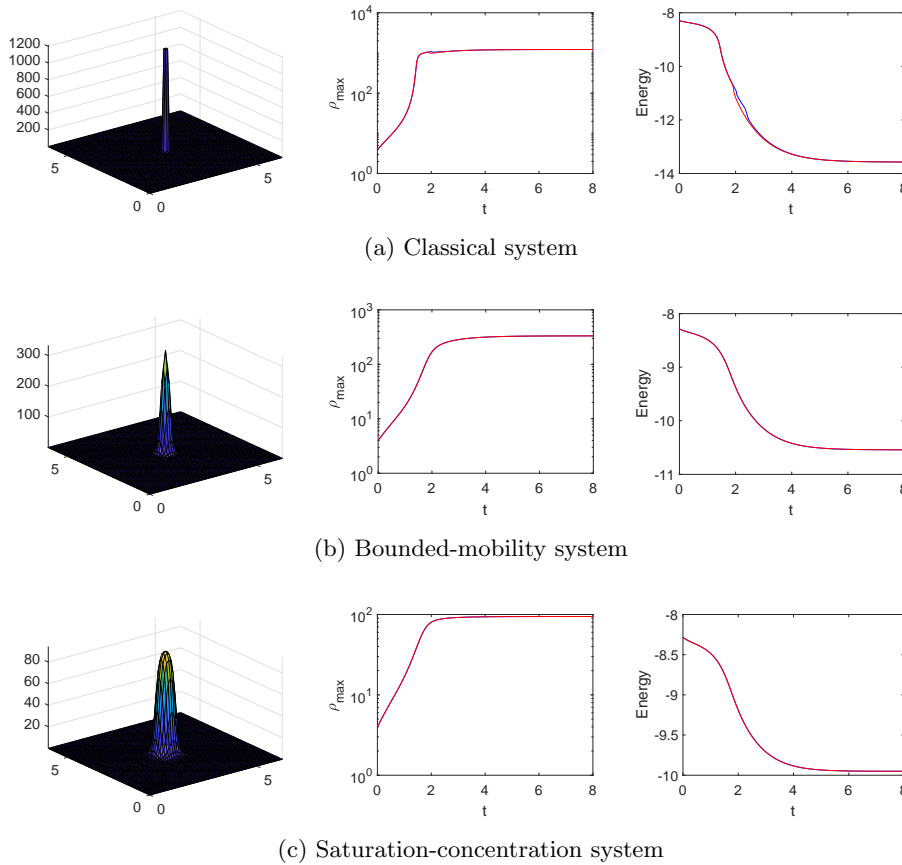 1200
1000
800
600
400
200
5
0
0
5
10^3
10^2
10^1
10^0
ρ_max
0 2 4 6 8
t
-8
-10
-12
-14
Energy
0 2 4 6 8
t
(a) Classical system
300
200
100
5
0
0
5
10^3
10^2
10^1
10^0
ρ_max
0 2 4 6 8
t
-8
-9
-10
-11
Energy
0 2 4 6 8
t
(b) Bounded-mobility system
80
60
40
20
5
0
0
5
10^2
10^1
10^0
ρ_max
0 2 4 6 8
t
-8
-8.5
-9
-9.5
-10
Energy
0 2 4 6 8
t
(c) Saturation-concentration system